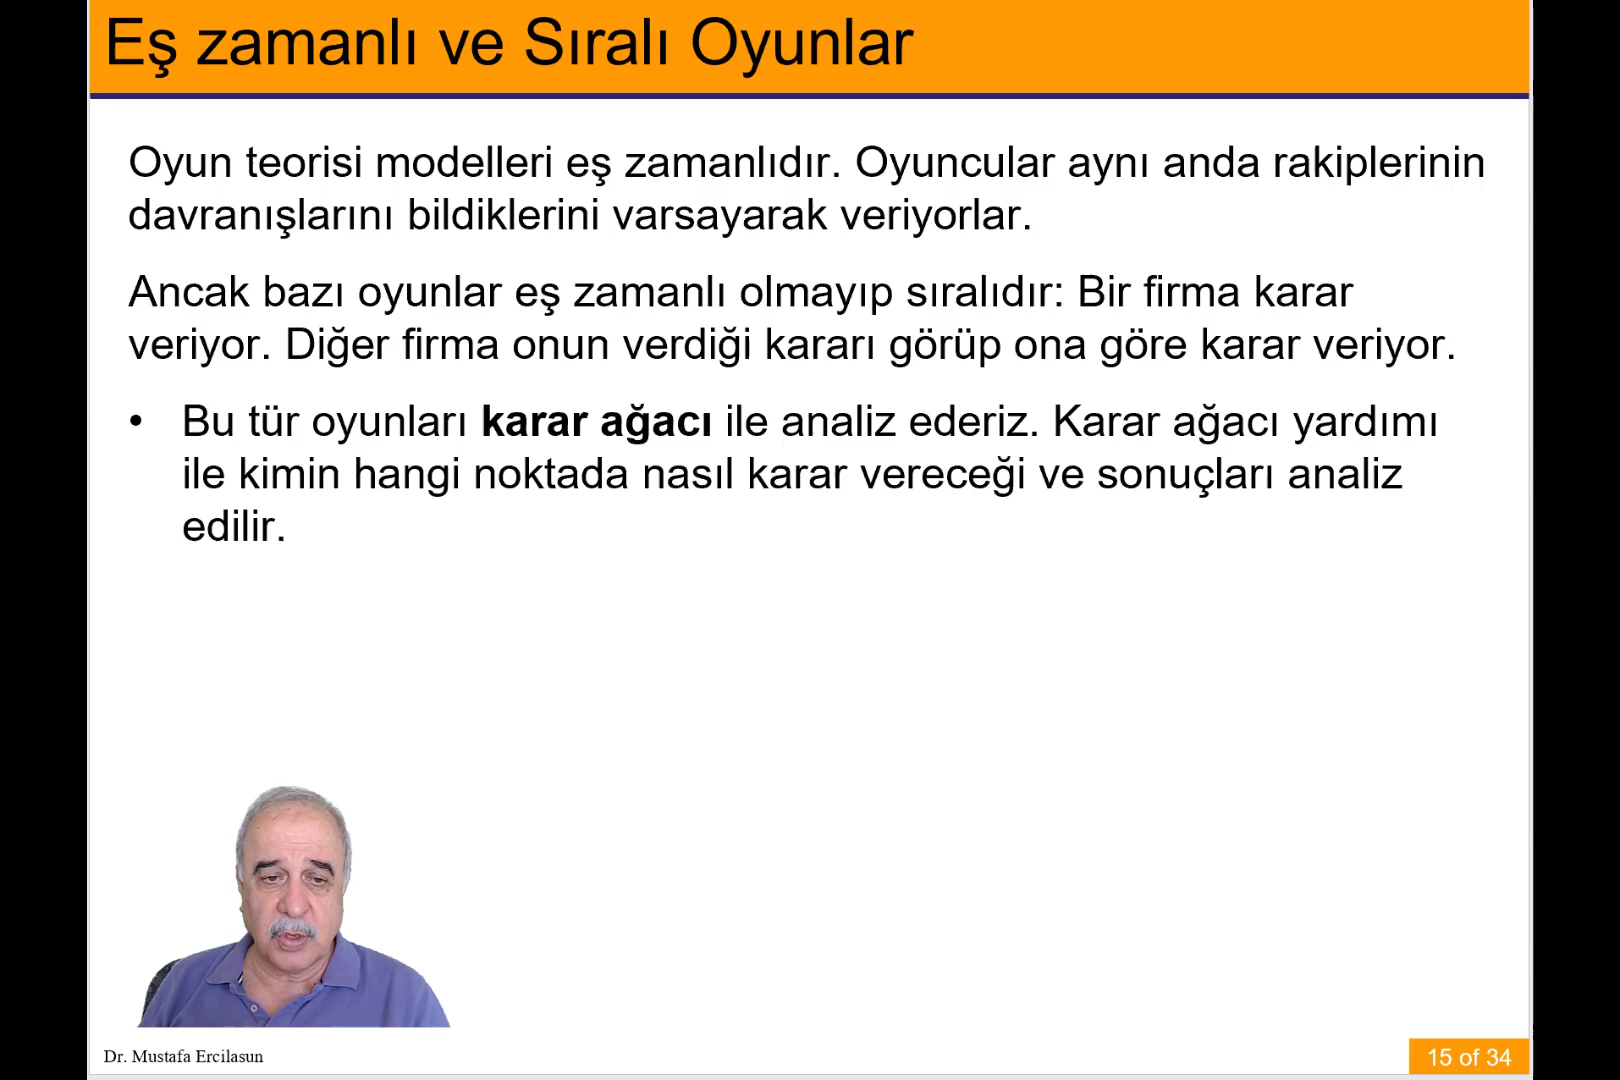 Eş zamanlı ve Sıralı Oyunlar
Oyun teorisi modelleri eş zamanlıdır. Oyuncular aynı anda rakiplerinin
davranışlarını bildiklerini varsayarak veriyorlar.
Ancak bazı oyunlar eş zamanlı olmayıp sıralıdır: Bir firma karar
veriyor. Diğer firma onun verdiği kararı görüp ona göre karar veriyor.
• Bu tür oyunları karar ağacı ile analiz ederiz. Karar ağacı yardımı
ile kimin hangi noktada nasıl karar vereceği ve sonuçları analiz
edilir.
Dr. Mustafa Ercilasun
15 of 34